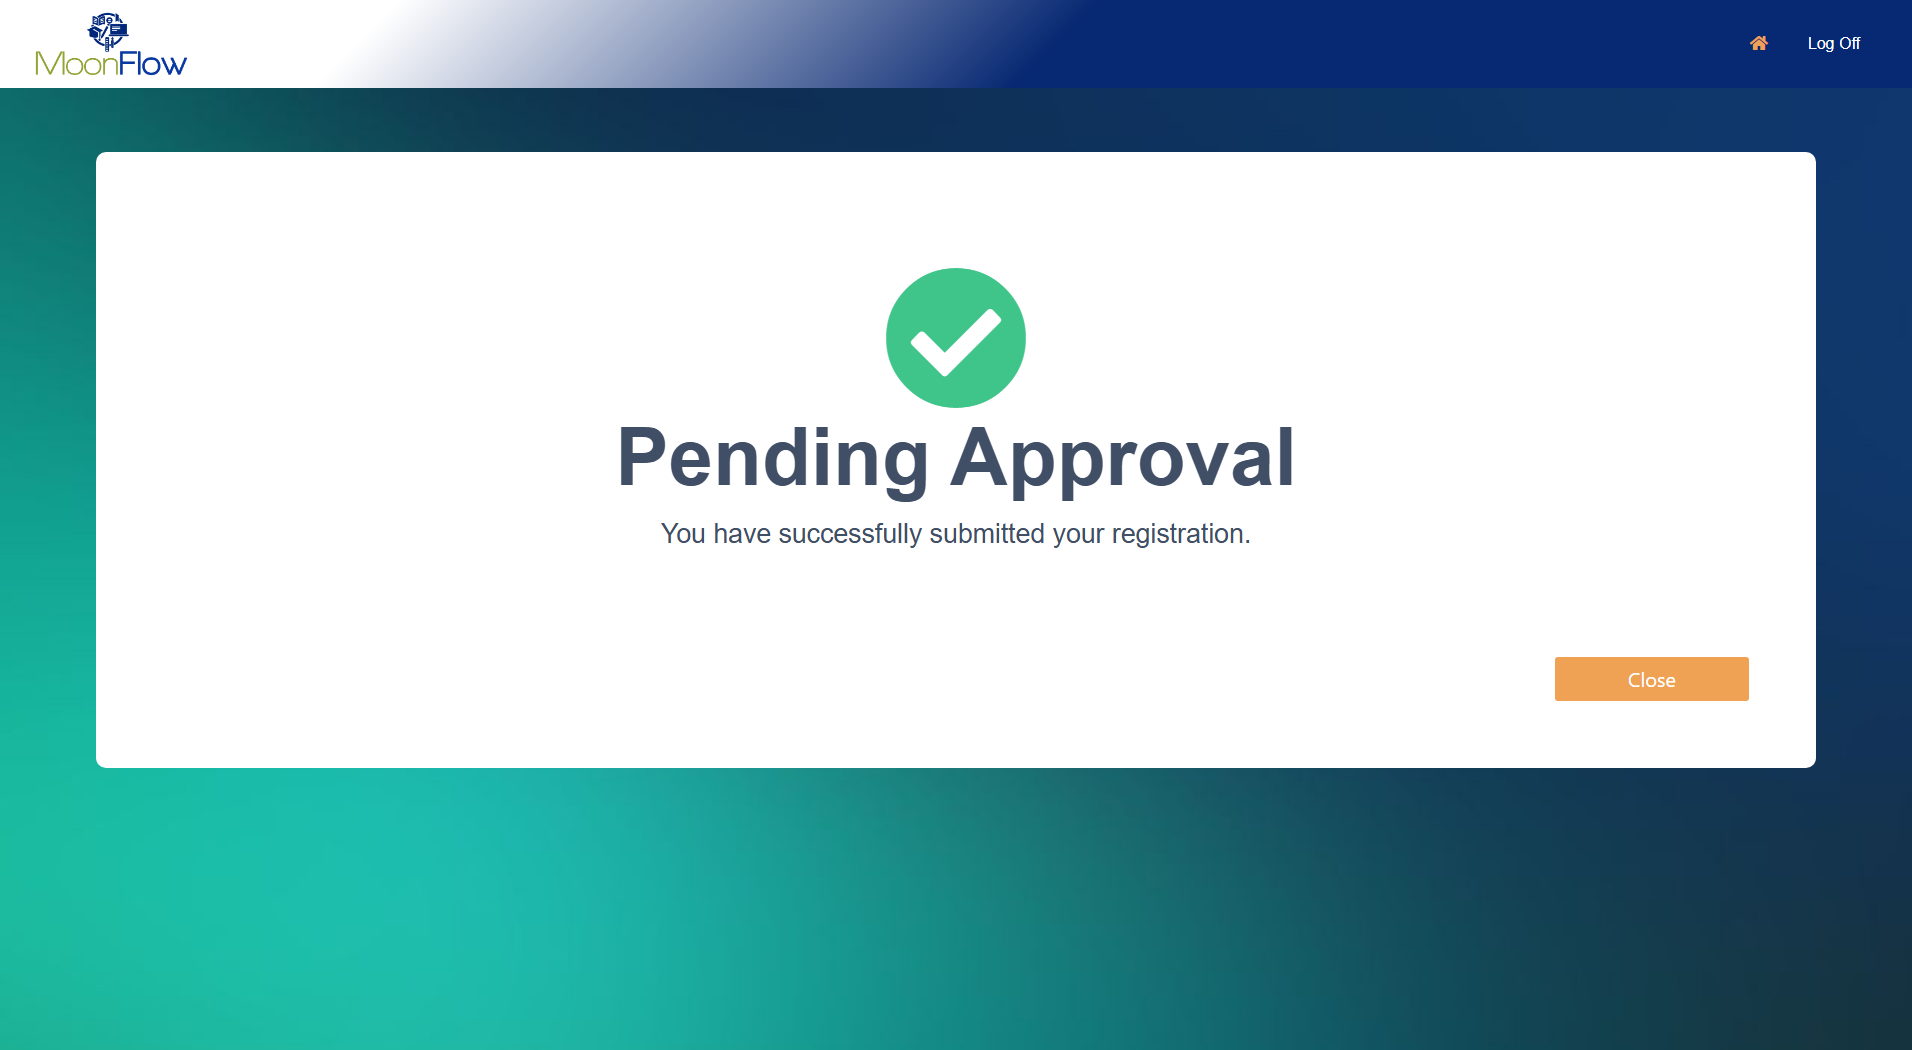 MoonFlow
Log Off
Pending Approval
You have successfully submitted your registration.
Close